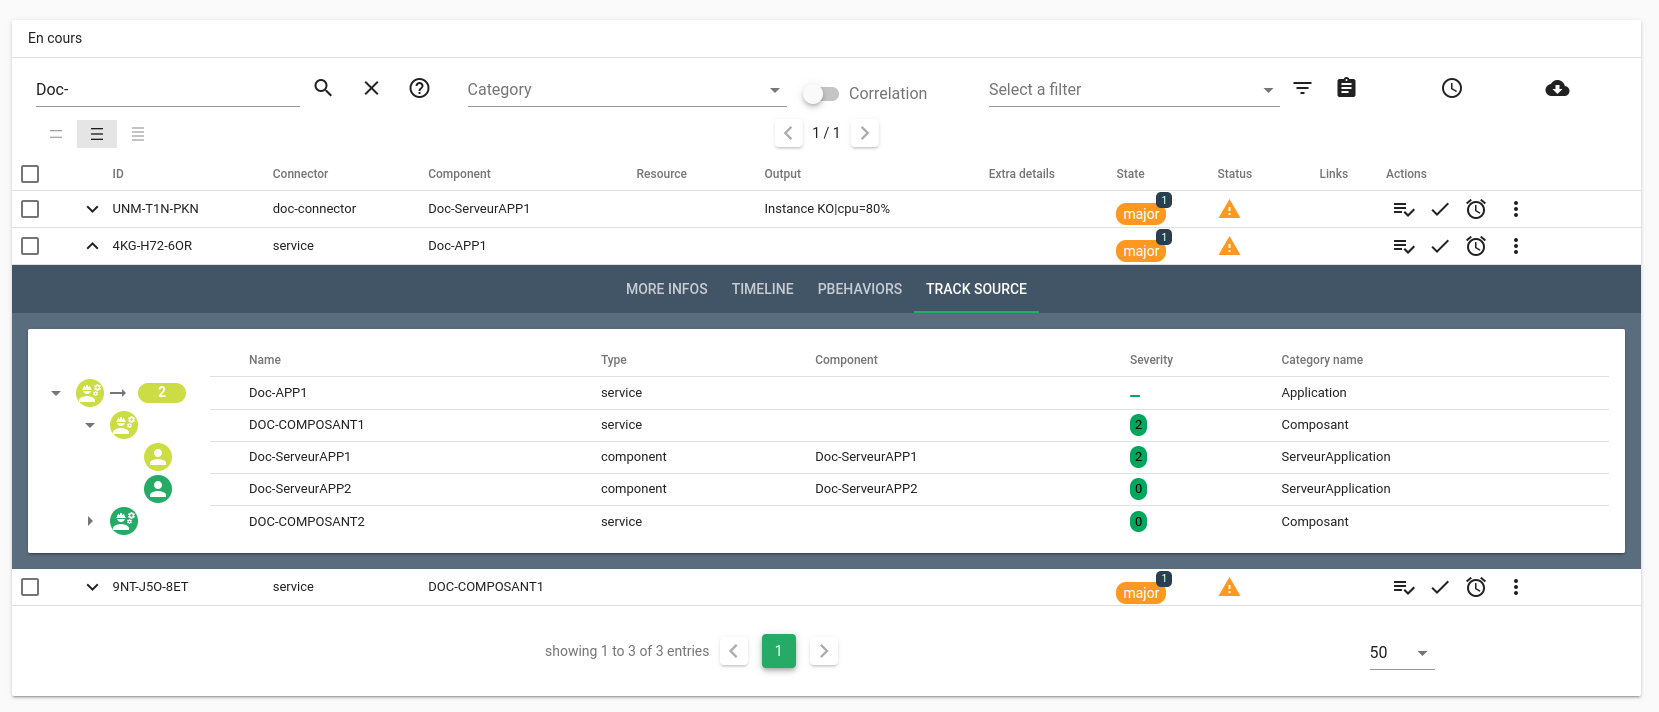 En cours
Doc-
Category
Correlation
Select a filter
1 / 1
ID Connector Component Resource Output Extra details State Status Links Actions
UNM-T1N-PKN doc-connector Doc-ServeurAPP1 Instance KO|cpu=80% major 1
4KG-H72-6OR service Doc-APP1 major 1
MORE INFOS TIMELINE PBEHAVIORS TRACK SOURCE
Name Type Component Severity Category name
2 Doc-APP1 service – Application
DOC-COMPOSANT1 service 2 Composant
Doc-ServeurAPP1 component Doc-ServeurAPP1 2 ServeurApplication
Doc-ServeurAPP2 component Doc-ServeurAPP2 0 ServeurApplication
DOC-COMPOSANT2 service 0 Composant
9NT-J5O-8ET service DOC-COMPOSANT1 major 1
showing 1 to 3 of 3 entries 1 50